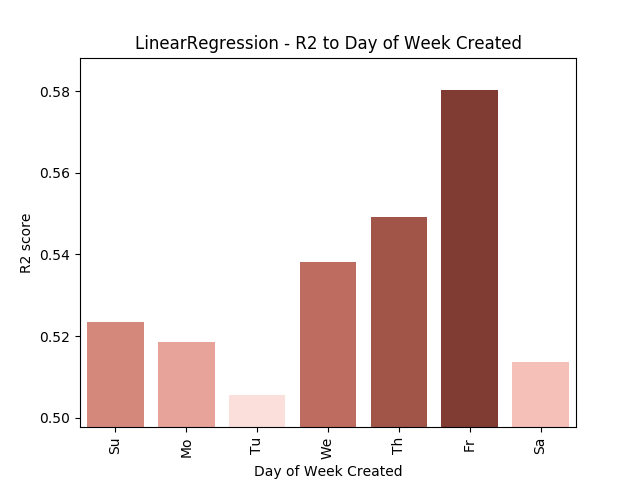 LinearRegression - R2 to Day of Week Created
0.58
0.56
0.54
0.52
0.50
R2 score
Su Mo Tu We Th Fr Sa
Day of Week Created